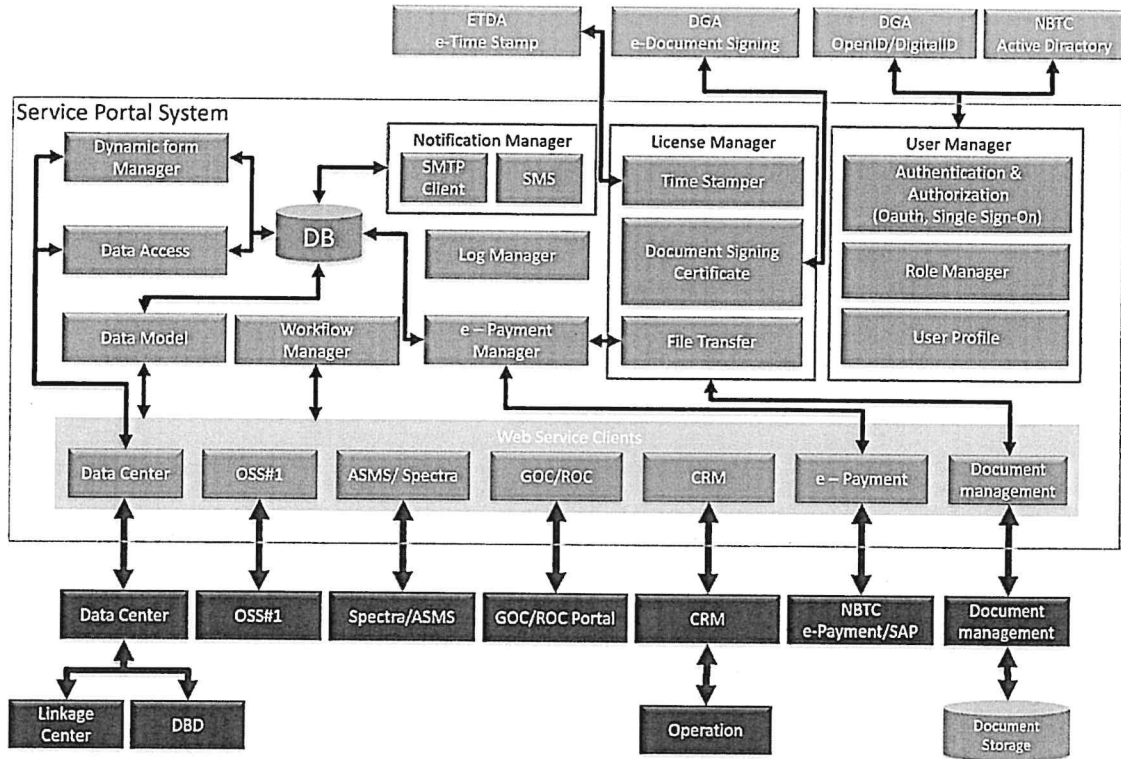 ETDA
e-Time Stamp
DGA
e-Document Signing
DGA
OpenID/DigitalID
NBTC
Active Diractory
Service Portal System
Dynamic form
Manager
Notification Manager
SMTP
Client
SMS
License Manager
Time Stamper
User Manager
Authentication &
Authorization
(Oauth, Single Sign-On)
Data Access
DB
Log Manager
Document Signing
Certificate
Role Manager
Data Model
Workflow
Manager
e – Payment
Manager
File Transfer
User Profile
Web Service Clients
Data Center
OSS#1
ASMS/ Spectra
GOC/ROC
CRM
e – Payment
Document
management
Data Center
OSS#1
Spectra/ASMS
GOC/ROC Portal
CRM
NBTC
e-Payment/SAP
Document
management
Linkage
Center
DBD
Operation
Document
Storage